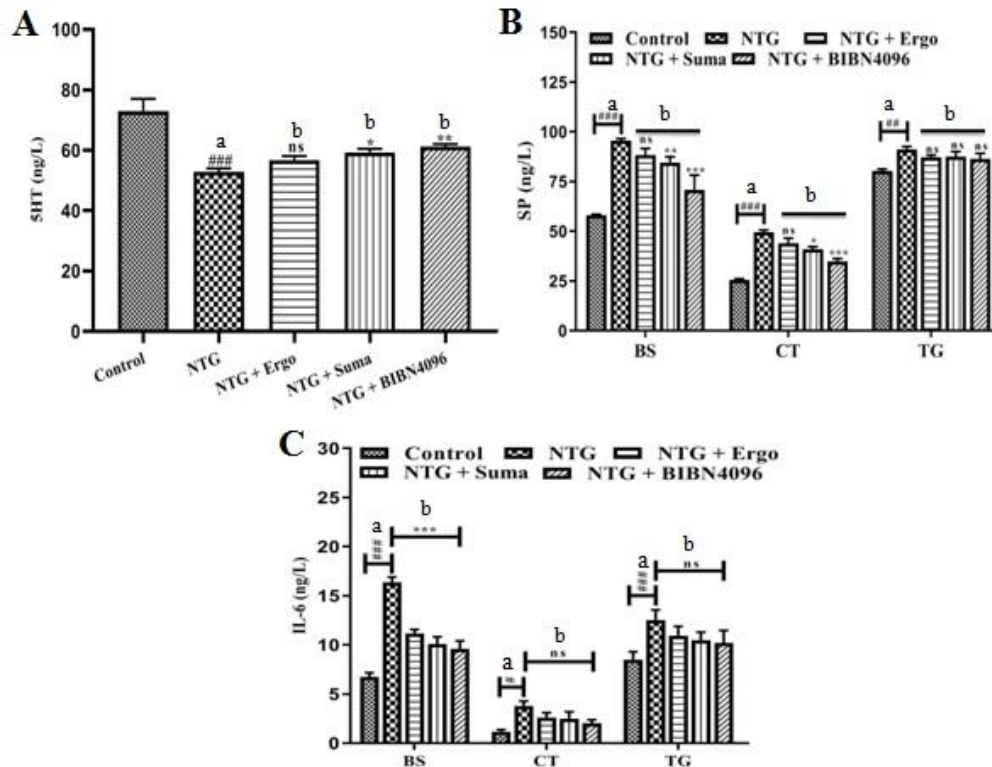 A
5HT (ng/L)
100
80
60
40
20
0
a
###
b
ns
b
*
b
**
Control
NTG
NTG + Ergo
NTG + Suma
NTG + BIBN4096
B
Control NTG NTG + Ergo
NTG + Suma NTG + BIBN4096
SP (ng/L)
150
125
100
75
50
25
0
a
###
b
ns
**
***
a
###
b
ns
*
***
a
##
b
ns
ns
ns
BS CT TG
C
Control NTG NTG + Ergo
NTG + Suma NTG + BIBN4096
IL-6 (ng/L)
30
25
20
15
10
5
0
a
###
b
***
a
b
ns
a
###
b
ns
BS CT TG